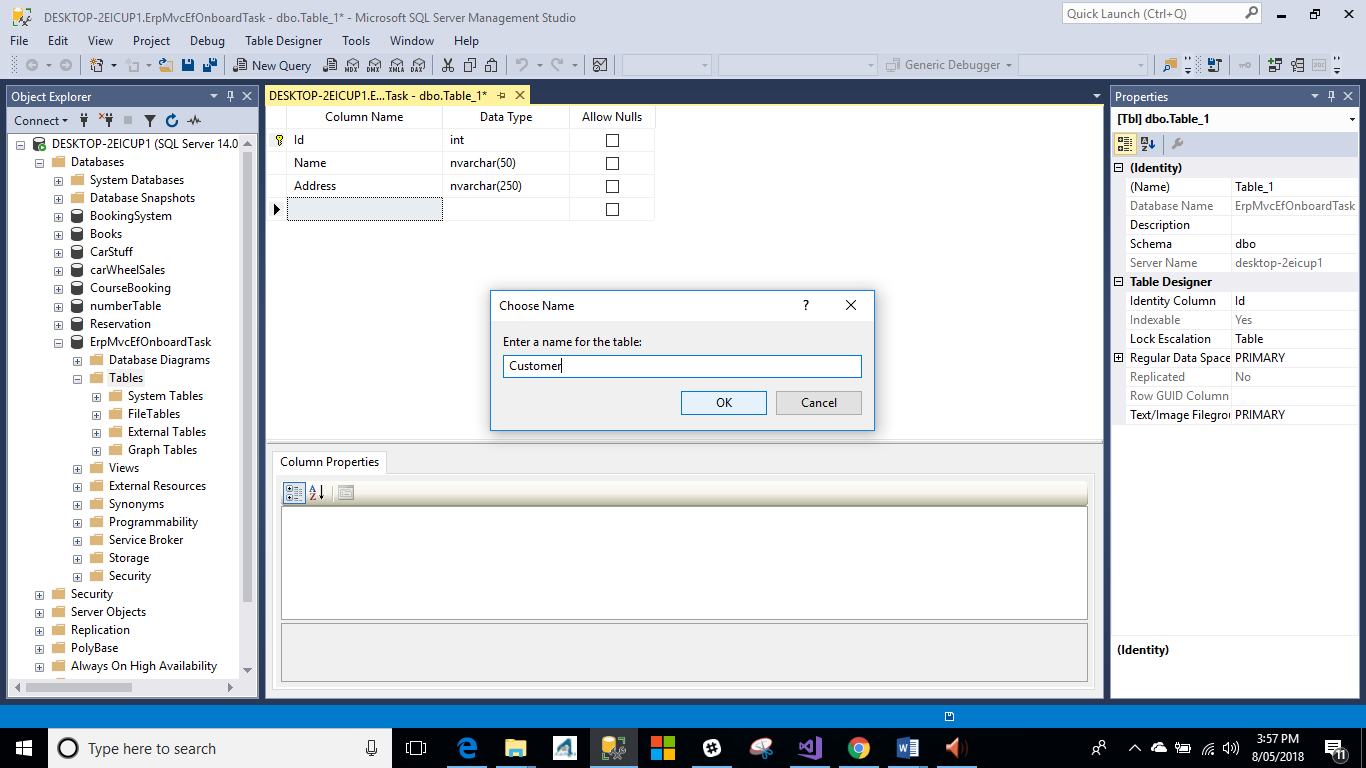 DESKTOP-2EICUP1.ErpMvcEfOnboardTask - dbo.Table_1* - Microsoft SQL Server Management Studio
Quick Launch (Ctrl+Q)
File Edit View Project Debug Table Designer Tools Window Help
New Query MDX DMX XMLA DAX Generic Debugger
Object Explorer
Connect
DESKTOP-2EICUP1 (SQL Server 14.0
Databases
System Databases
Database Snapshots
BookingSystem
Books
CarStuff
carWheelSales
CourseBooking
numberTable
Reservation
ErpMvcEfOnboardTask
Database Diagrams
Tables
System Tables
FileTables
External Tables
Graph Tables
Views
External Resources
Synonyms
Programmability
Service Broker
Storage
Security
Security
Server Objects
Replication
PolyBase
Always On High Availability
DESKTOP-2EICUP1.E...Task - dbo.Table_1*
Column Name Data Type Allow Nulls
Id int
Name nvarchar(50)
Address nvarchar(250)
Choose Name ?
Enter a name for the table:
Customer
OK Cancel
Column Properties
Properties
[Tbl] dbo.Table_1
(Identity)
(Name) Table_1
Database Name ErpMvcEfOnboardTask
Description
Schema dbo
Server Name desktop-2eicup1
Table Designer
Identity Column Id
Indexable Yes
Lock Escalation Table
Regular Data Space PRIMARY
Replicated No
Row GUID Column
Text/Image Filegrou PRIMARY
(Identity)
Type here to search
3:57 PM
8/05/2018
11